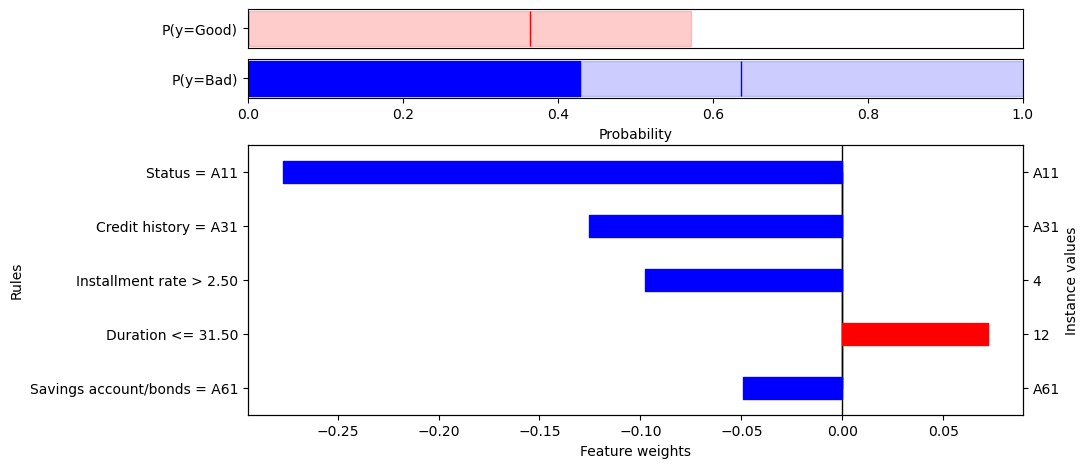 P(y=Good)
P(y=Bad)
0.0 0.2 0.4 0.6 0.8 1.0
Probability
Status = A11 A11
Credit history = A31 A31
Installment rate > 2.50 4
Duration <= 31.50 12
Savings account/bonds = A61 A61
Rules
Instance values
−0.25 −0.20 −0.15 −0.10 −0.05 0.00 0.05
Feature weights